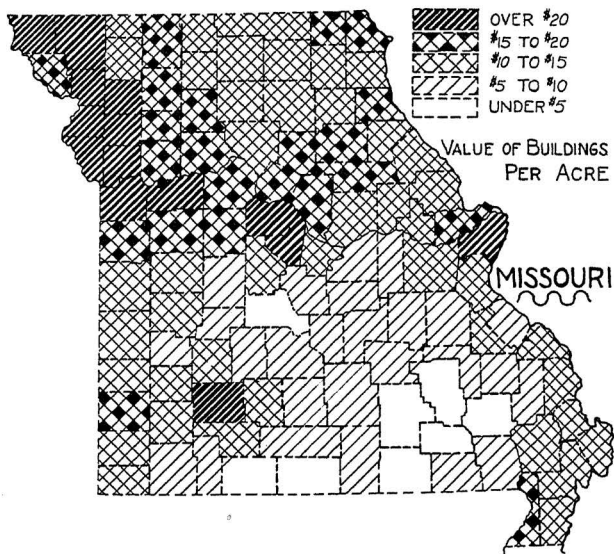 OVER $20
$15 TO $20
$10 TO $15
$5 TO $10
UNDER $5
VALUE OF BUILDINGS
PER ACRE
MISSOURI